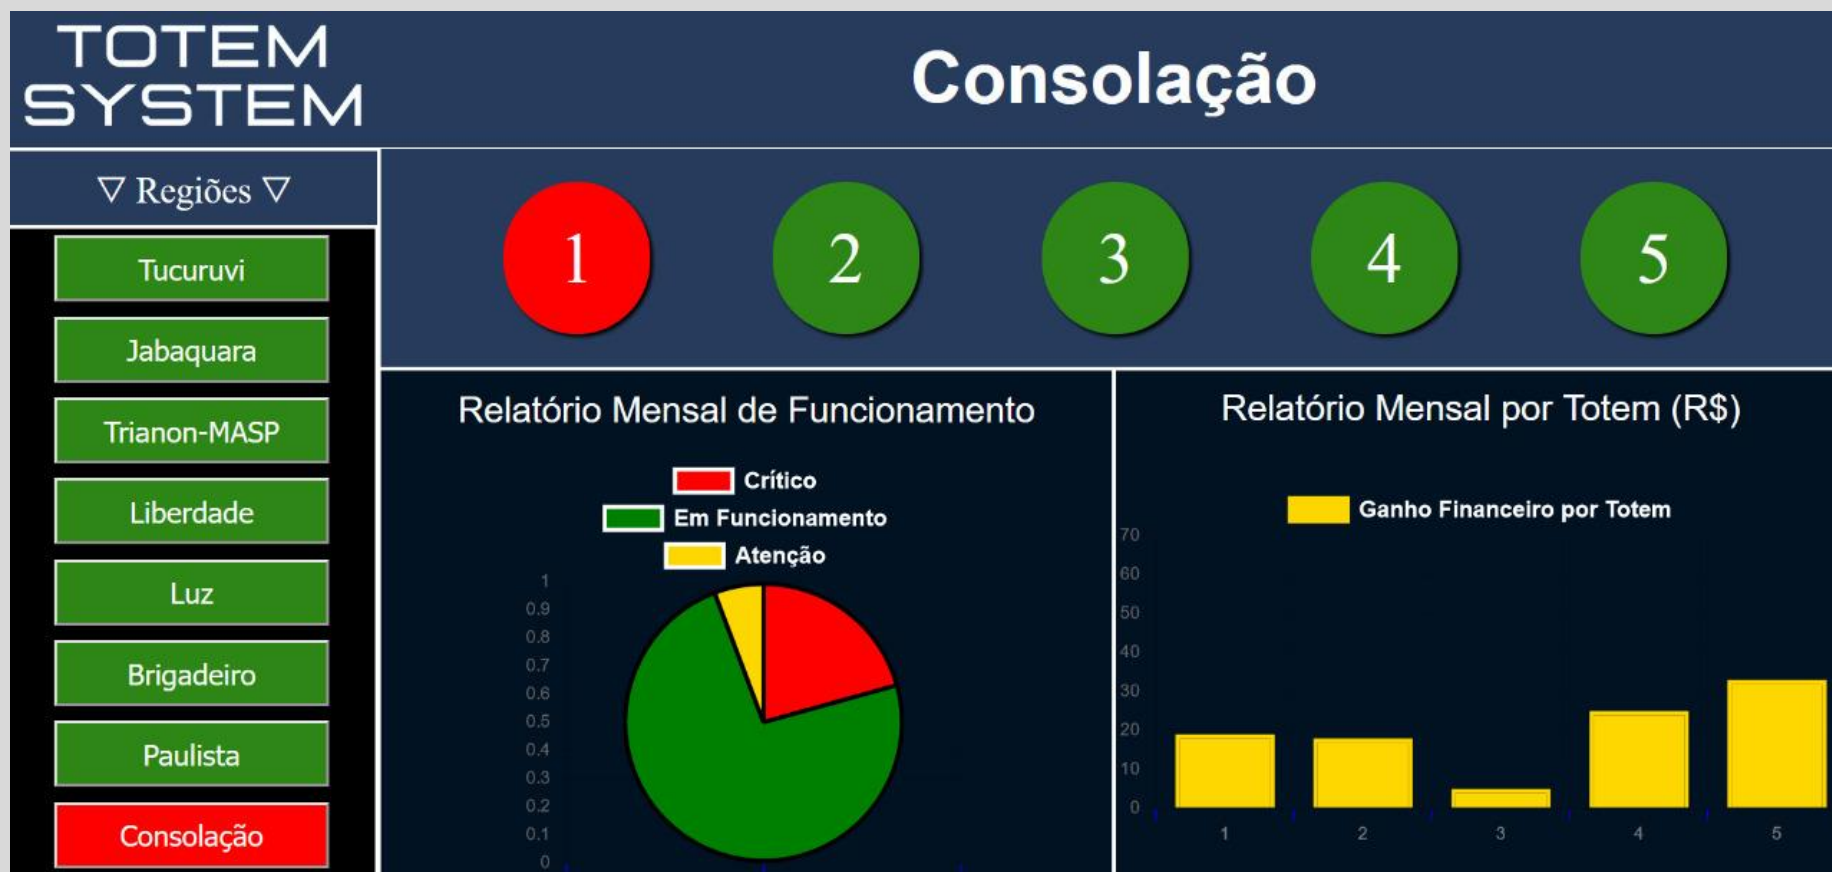 TOTEM
SYSTEM
Consolação
▽ Regiões ▽
Tucuruvi
Jabaquara
Trianon-MASP
Liberdade
Luz
Brigadeiro
Paulista
Consolação
1 2 3 4 5
Relatório Mensal de Funcionamento
Crítico
Em Funcionamento
Atenção
1
0.9
0.8
0.7
0.6
0.5
0.4
0.3
0.2
0.1
0
Relatório Mensal por Totem (R$)
Ganho Financeiro por Totem
70
60
50
40
30
20
10
0
1 2 3 4 5